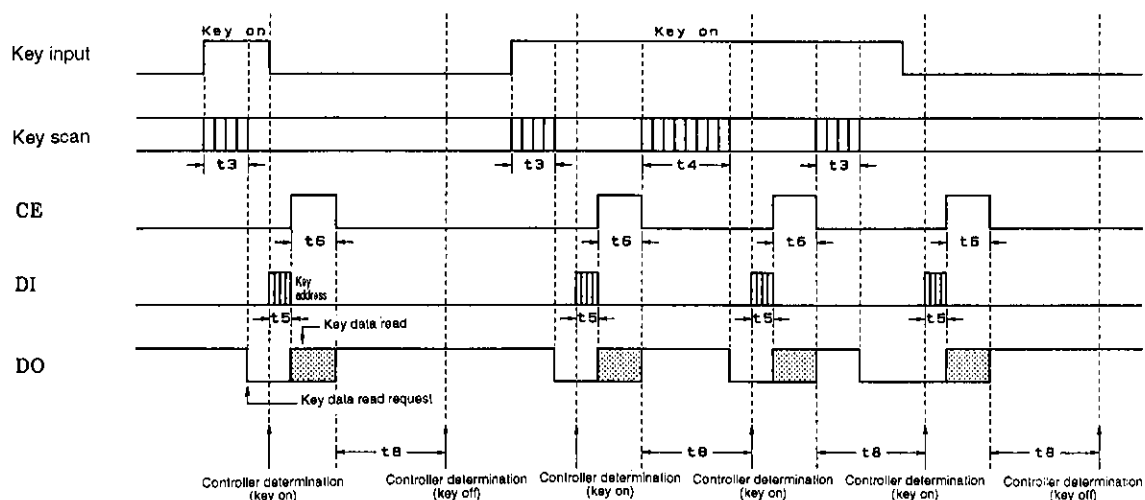 Key on
Key on
Key input
Key scan
t3
t3
t4
t3
CE
t6
t6
t6
t6
DI
Key
address
t5
t5
t5
t5
Key data read
DO
Key data read request
t8
t8
t8
t8
Controller determination
(key on)
Controller determination
(key off)
Controller determination
(key on)
Controller determination
(key on)
Controller determination
(key on)
Controller determination
(key off)